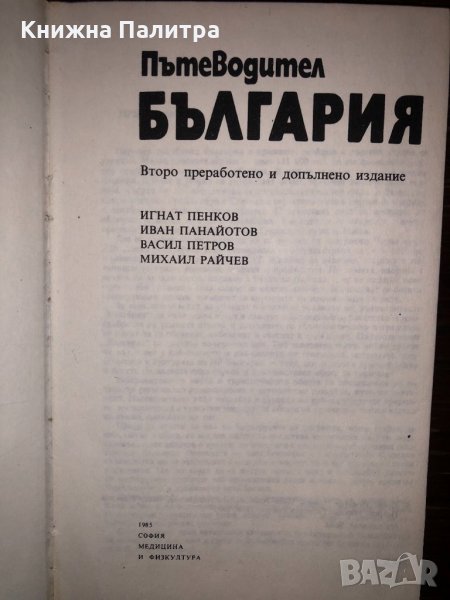 Книжна Палитра
Пътеводител
БЪЛГАРИЯ
Второ преработено и допълнено издание
ИГНАТ ПЕНКОВ
ИВАН ПАНАЙОТОВ
ВАСИЛ ПЕТРОВ
МИХАИЛ РАЙЧЕВ
1985
СОФИЯ
МЕДИЦИНА
И ФИЗКУЛТУРА
BAZAR